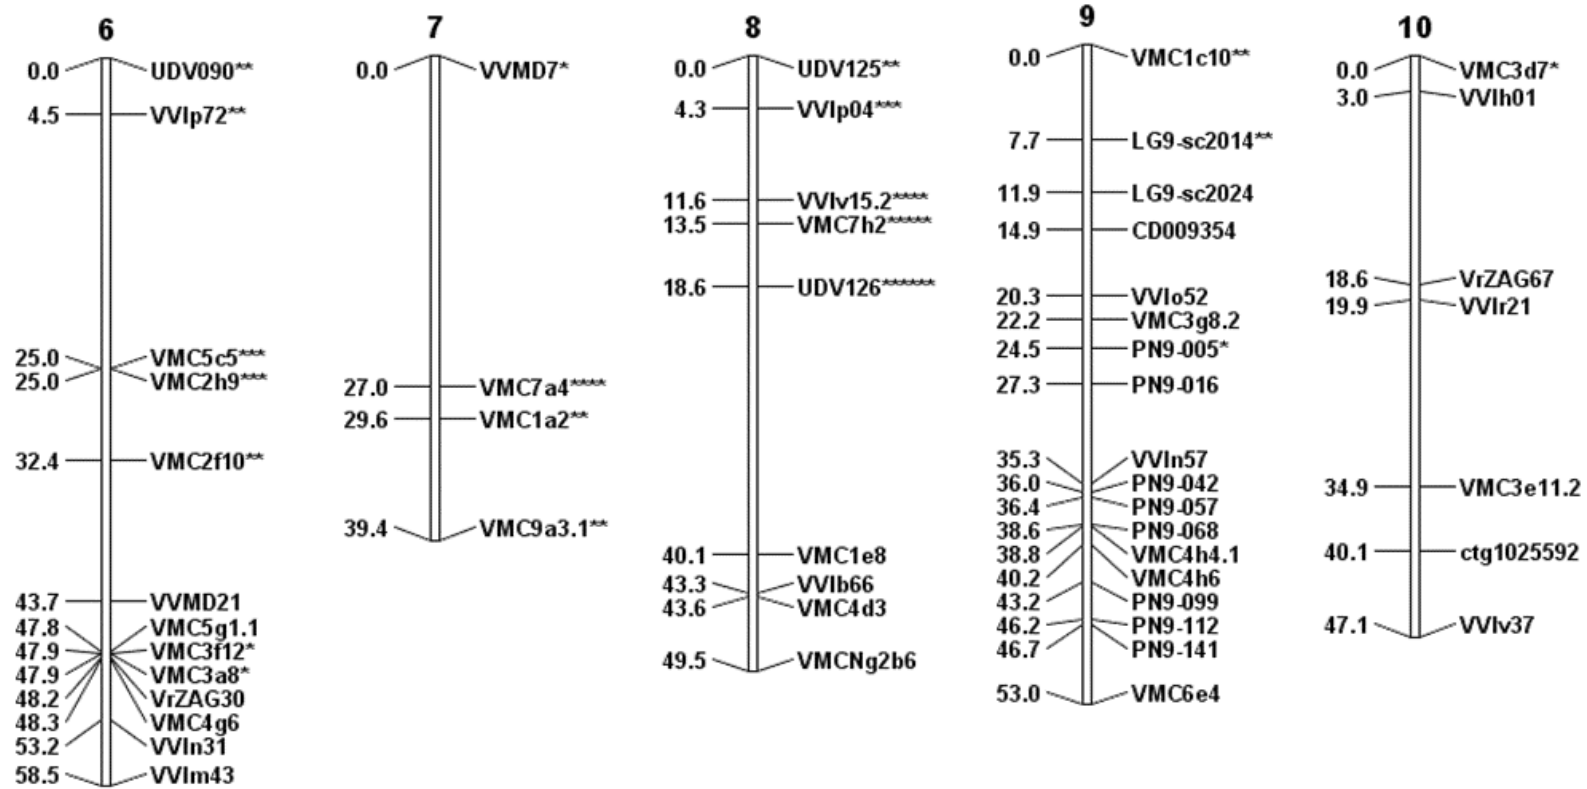 6
0.0 UDV090**
4.5 VVIp72**
25.0 VMC5c5***
25.0 VMC2h9***
32.4 VMC2f10**
43.7 VVMD21
47.8 VMC5g1.1
47.9 VMC3f12*
47.9 VMC3a8*
48.2 VrZAG30
48.3 VMC4g6
53.2 VVIn31
58.5 VVIm43
7
0.0 VVMD7*
27.0 VMC7a4****
29.6 VMC1a2**
39.4 VMC9a3.1**
8
0.0 UDV125**
4.3 VVIp04***
11.6 VVIv15.2****
13.5 VMC7h2*****
18.6 UDV126******
40.1 VMC1e8
43.3 VVIb66
43.6 VMC4d3
49.5 VMCNg2b6
9
0.0 VMC1c10**
7.7 LG9-sc2014**
11.9 LG9-sc2024
14.9 CD009354
20.3 VVIo52
22.2 VMC3g8.2
24.5 PN9-005*
27.3 PN9-016
35.3 VVIn57
36.0 PN9-042
36.4 PN9-057
38.6 PN9-068
38.8 VMC4h4.1
40.2 VMC4h6
43.2 PN9-099
46.2 PN9-112
46.7 PN9-141
53.0 VMC6e4
10
0.0 VMC3d7*
3.0 VVIh01
18.6 VrZAG67
19.9 VVIr21
34.9 VMC3e11.2
40.1 ctg1025592
47.1 VVIv37